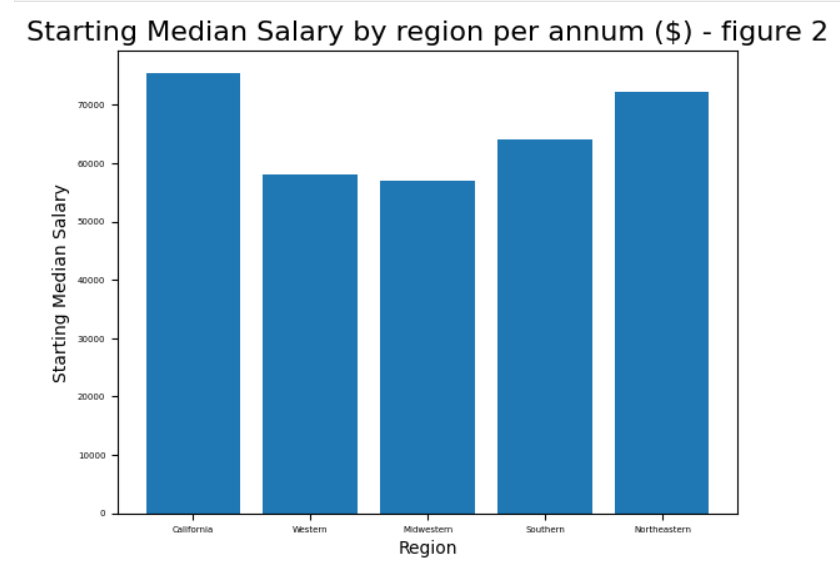 Starting Median Salary by region per annum ($) - figure 2
Starting Median Salary
70000
60000
50000
40000
30000
20000
10000
0
California Western Midwestern Southern Northeastern
Region